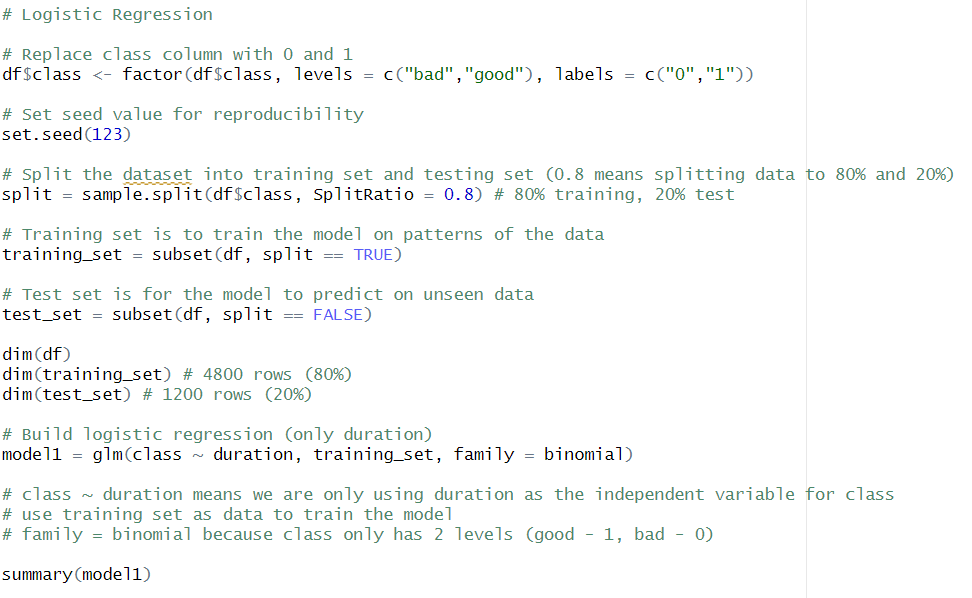 # Logistic Regression
# Replace class column with 0 and 1
df$class <- factor(df$class, levels = c("bad","good"), labels = c("0","1"))
# Set seed value for reproducibility
set.seed(123)
# Split the dataset into training set and testing set (0.8 means splitting data to 80% and 20%)
split = sample.split(df$class, SplitRatio = 0.8) # 80% training, 20% test
# Training set is to train the model on patterns of the data
training_set = subset(df, split == TRUE)
# Test set is for the model to predict on unseen data
test_set = subset(df, split == FALSE)
dim(df)
dim(training_set) # 4800 rows (80%)
dim(test_set) # 1200 rows (20%)
# Build logistic regression (only duration)
model1 = glm(class ~ duration, training_set, family = binomial)
# class ~ duration means we are only using duration as the independent variable for class
# use training set as data to train the model
# family = binomial because class only has 2 levels (good - 1, bad - 0)
summary(model1)